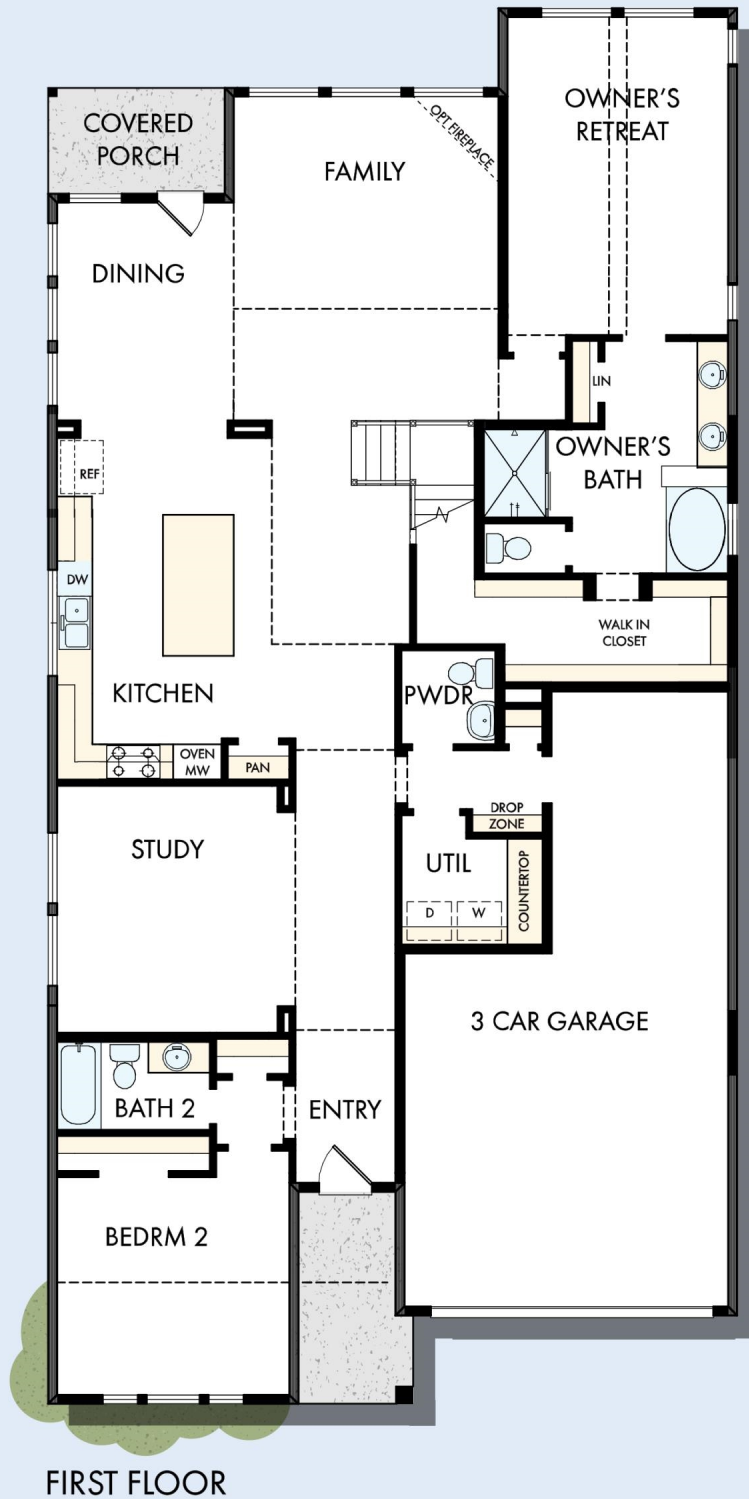 OWNER'S
RETREAT
COVERED
PORCH
OPT FIREPLACE
FAMILY
DINING
LIN
OWNER'S
BATH
REF
DW
WALK IN
CLOSET
KITCHEN
PWDR
OVEN
MW
PAN
DROP
ZONE
STUDY
UTIL
COUNTERTOP
D
W
3 CAR GARAGE
BATH 2
ENTRY
BEDRM 2
FIRST FLOOR